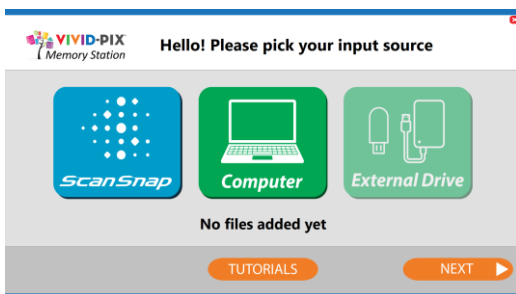 VIVID-PIX
Memory Station
Hello! Please pick your input source
ScanSnap
Computer
External Drive
No files added yet
TUTORIALS
NEXT